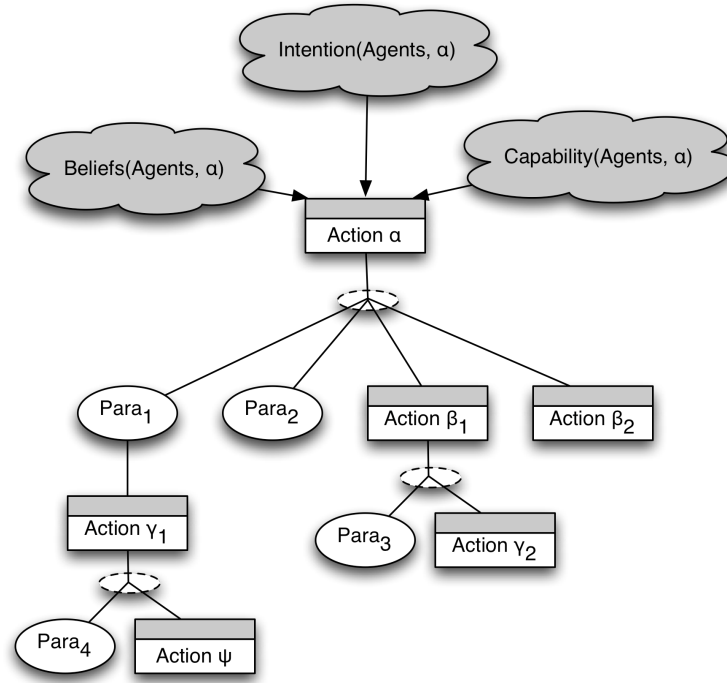 Intention(Agents, α)
Beliefs(Agents, α)
Capability(Agents, α)
Action α
Para₁
Para₂
Action β₁
Action β₂
Action γ₁
Para₃
Action γ₂
Para₄
Action ψ